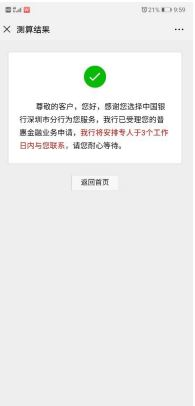 21% 9:59
测算结果
尊敬的客户，您好，感谢您选择中国银
行深圳市分行为您服务，我行已受理您的普
惠金融业务申请，我行将安排专人于3个工作
日内与您联系，请您耐心等待。
返回首页